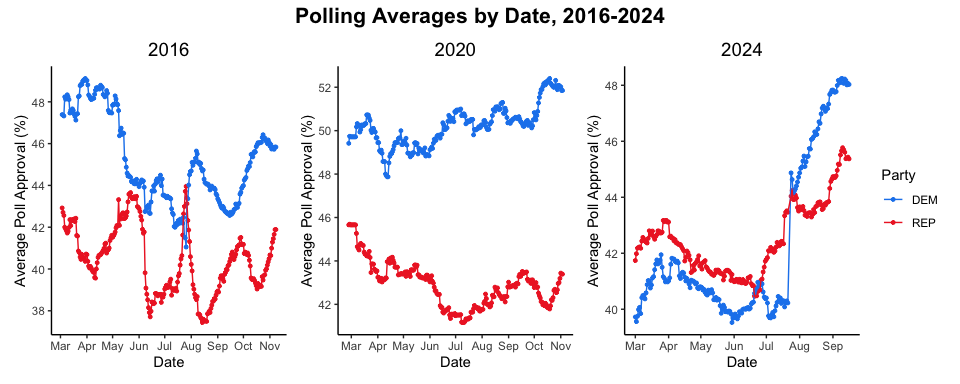 Polling Averages by Date, 2016-2024
2016
2020
2024
Average Poll Approval (%)
48
46
44
42
40
38
Mar Apr May Jun Jul Aug Sep Oct Nov
Date
Average Poll Approval (%)
52
50
48
46
44
42
Mar Apr May Jun Jul Aug Sep Oct Nov
Date
Average Poll Approval (%)
48
46
44
42
40
Mar Apr May Jun Jul Aug Sep
Date
Party
DEM
REP